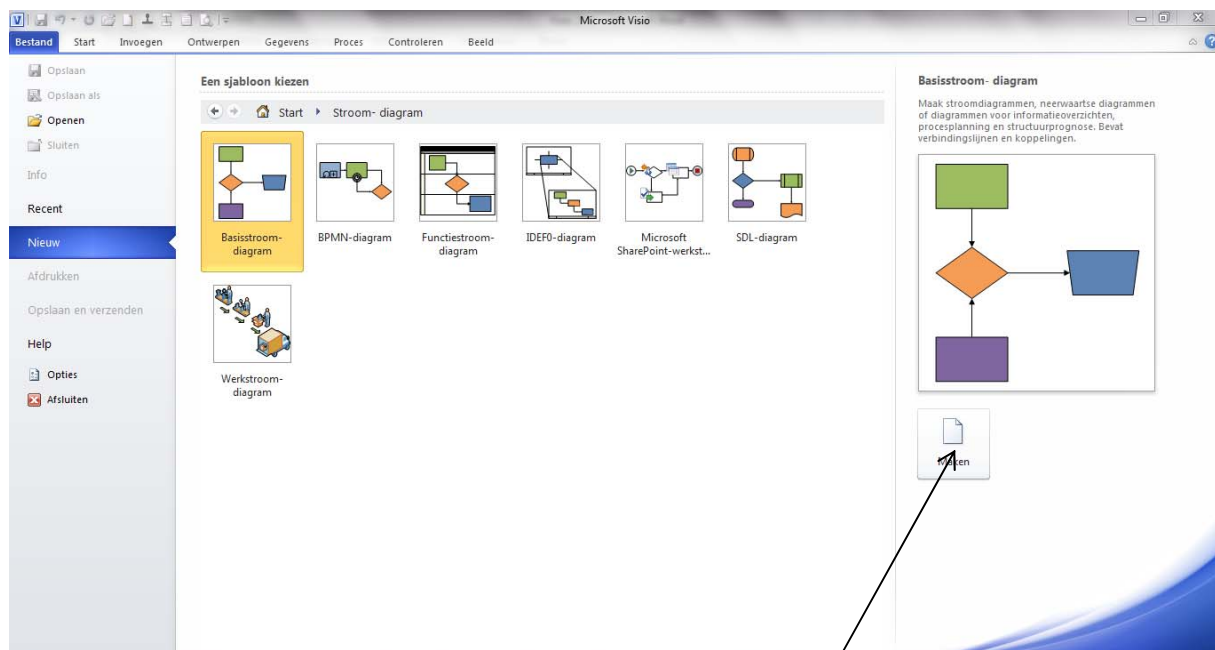 Microsoft Visio
Bestand Start Invoegen Ontwerpen Gegevens Proces Controleren Beeld
Opslaan
Opslaan als
Openen
Sluiten
Info
Recent
Nieuw
Afdrukken
Opslaan en verzenden
Help
Opties
Afsluiten
Een sjabloon kiezen
Start Stroom- diagram
Basisstroom-
diagram
BPMN-diagram
Functiestroom-
diagram
IDEF0-diagram
Microsoft
SharePoint-werkst...
SDL-diagram
Werkstroom-
diagram
Basisstroom- diagram
Maak stroomdiagrammen, neerwaartse diagrammen
of diagrammen voor informatieoverzichten,
procesplanning en structuurprognose. Bevat
verbindingslijnen en koppelingen.
Maken